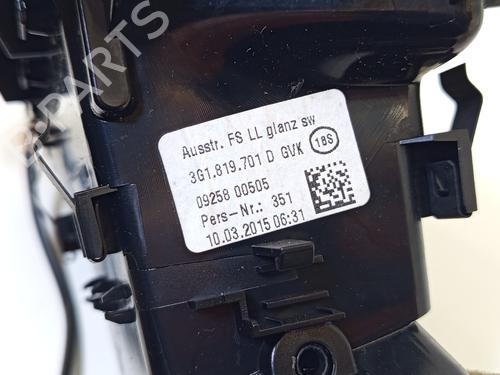 B-PARTS
Ausstr. FS LL glanz sw
3G1.819.701 D GVK
18S
09258 00505
Pers-Nr.: 351
10.03.2015 06:31